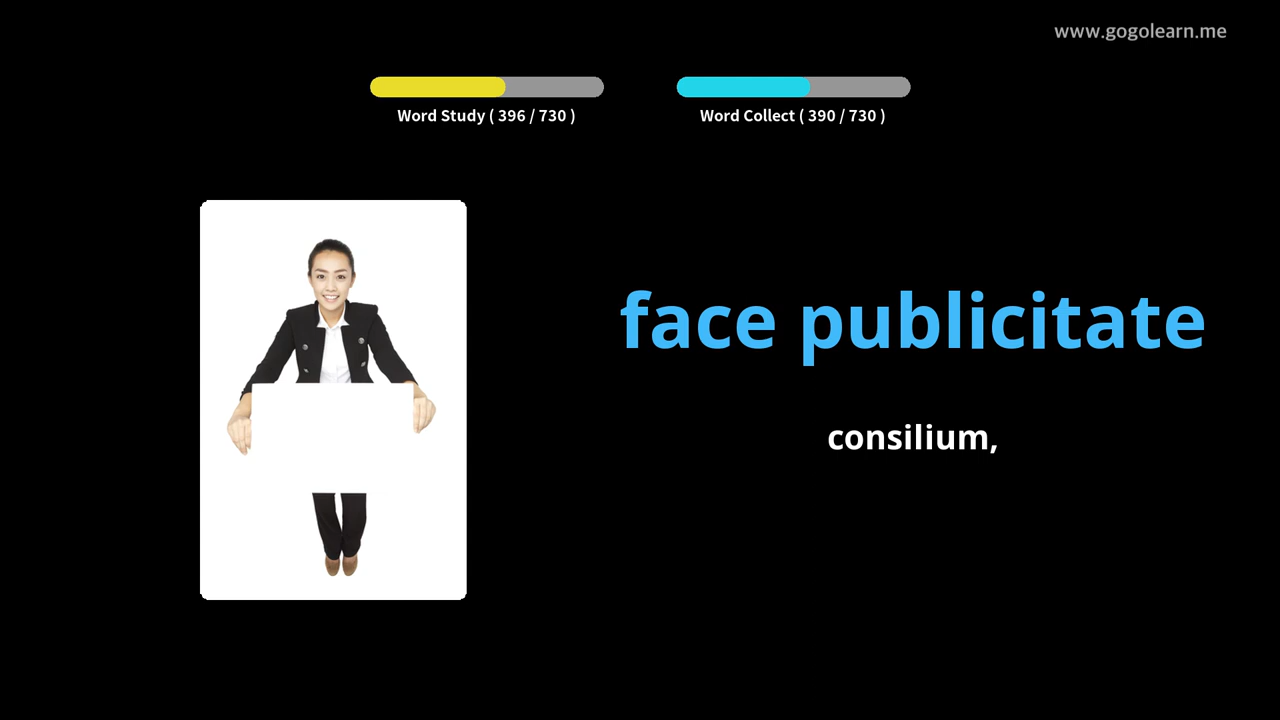 www.gogolearn.me
Word Study ( 396 / 730 )
Word Collect ( 390 / 730 )
face publicitate
consilium,